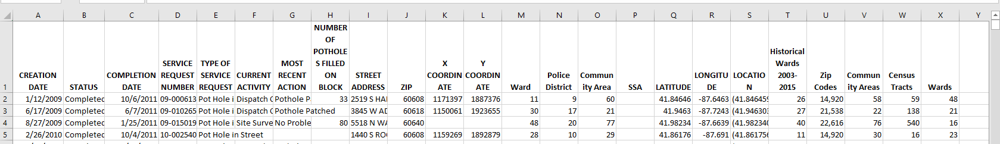 A B C D E F G H I J K L M N O P Q R S T U V W X Y
1 CREATION DATE STATUS COMPLETION DATE SERVICE REQUEST NUMBER TYPE OF SERVICE REQUEST CURRENT ACTIVITY MOST RECENT ACTION NUMBER OF POTHOLE S FILLED ON BLOCK STREET ADDRESS ZIP X COORDIN ATE Y COORDIN ATE Ward Police District Commun ity Area SSA LATITUDE LONGITU DE LOCATIO N Historical Wards 2003- 2015 Zip Codes Commun ity Areas Census Tracts Wards
2 1/12/2009 Completed 10/6/2011 09-000613 Pot Hole i Dispatch C Pothole P 33 2519 S HAI 60608 1171397 1887376 11 9 60 41.84646 -87.6463 (41.846459 26 14,920 58 59 48
3 6/17/2009 Completed 6/7/2011 09-010265 Pot Hole i Dispatch C Pothole Patched 3845 W AD 60618 1150061 1923655 30 17 21 41.9463 -87.7243 (41.946303 27 21,538 22 138 21
4 8/27/2009 Completed 1/25/2011 09-015019 Pot Hole i Site Surve No Proble 80 5518 N WA 60640 48 20 77 41.98234 -87.6639 (41.982340 40 22,616 76 540 16
5 2/26/2010 Completed 10/4/2011 10-002540 Pot Hole in Street 1440 S RO 60608 1159269 1892879 28 10 29 41.86176 -87.691 (41.861756 11 14,920 30 16 23